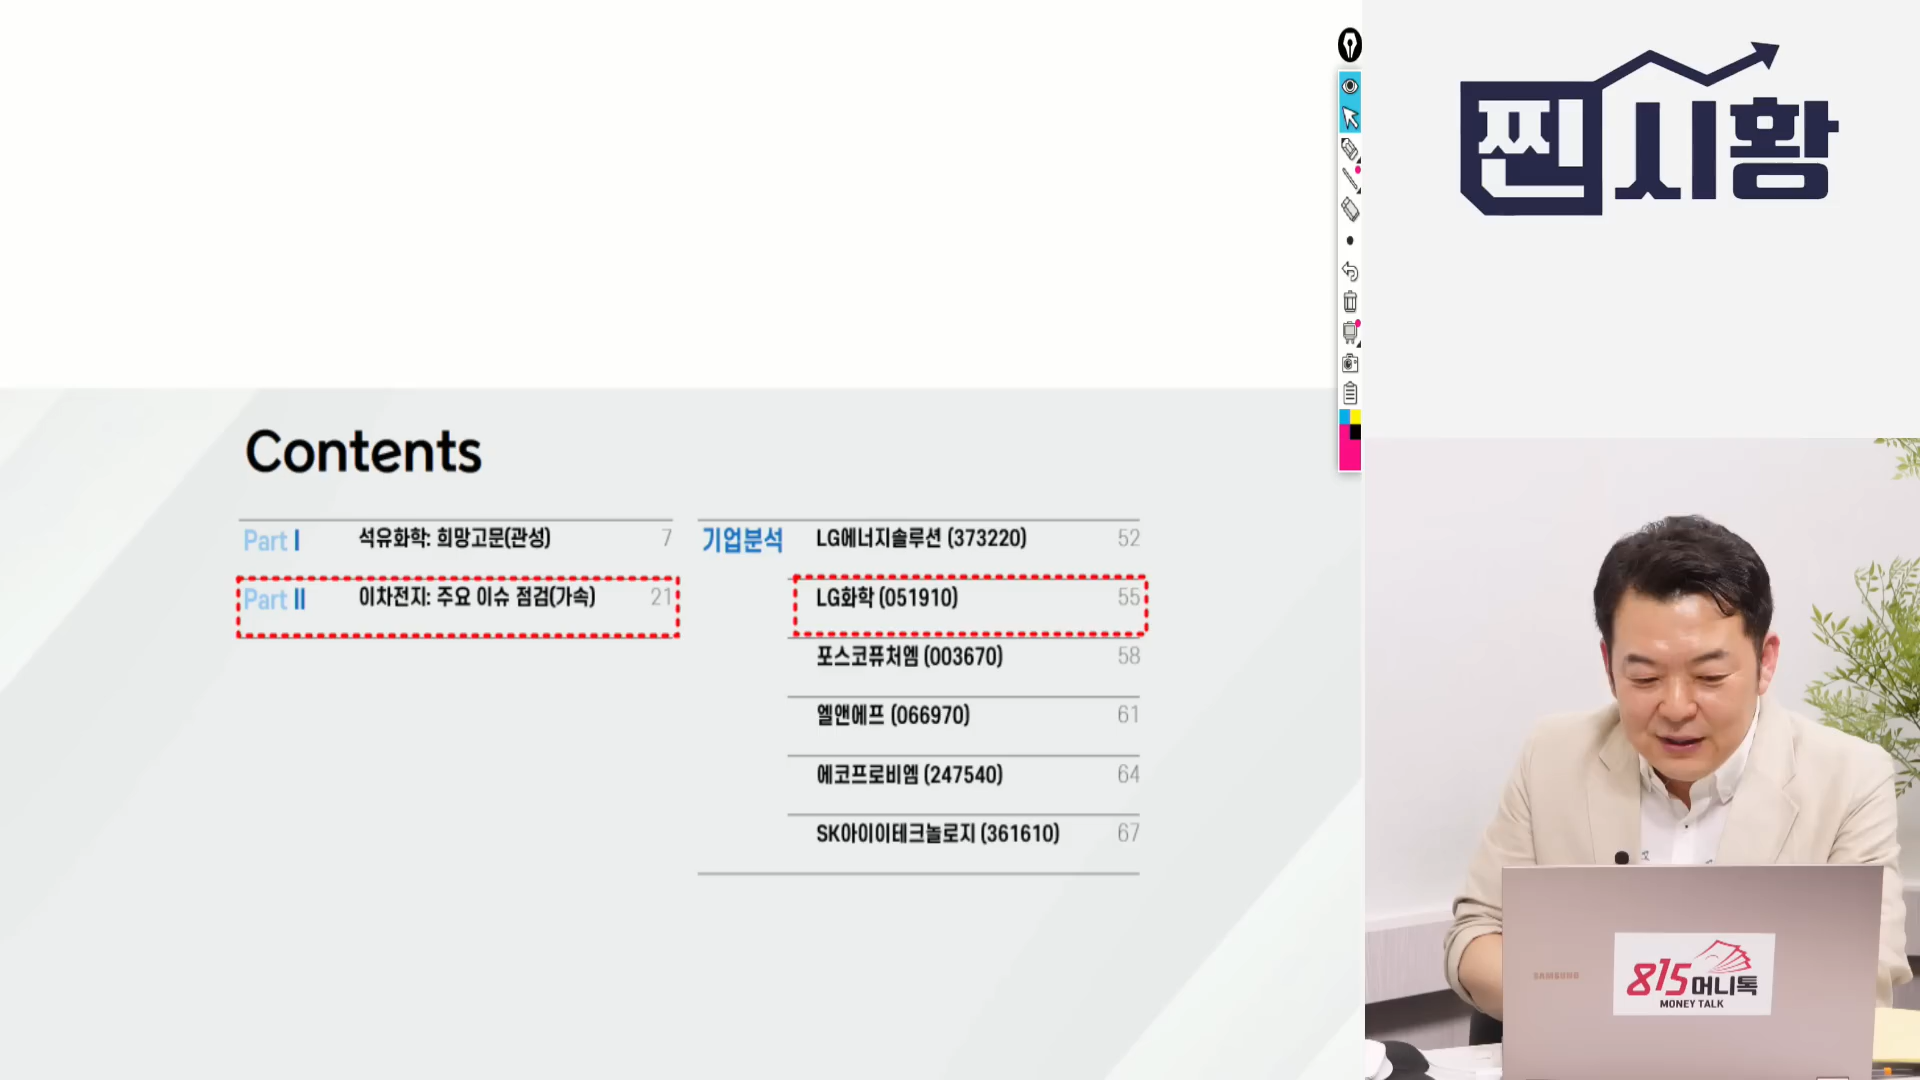 찐시황
Contents
Part I 석유화학: 희망고문(관성) 7
Part II 이차전지: 주요 이슈 점검(가속) 21
기업분석 LG에너지솔루션 (373220) 52
LG화학 (051910) 55
포스코퓨처엠 (003670) 58
엘앤에프 (066970) 61
에코프로비엠 (247540) 64
SK아이이테크놀로지 (361610) 67
SAMSUNG
815머니톡
MONEY TALK